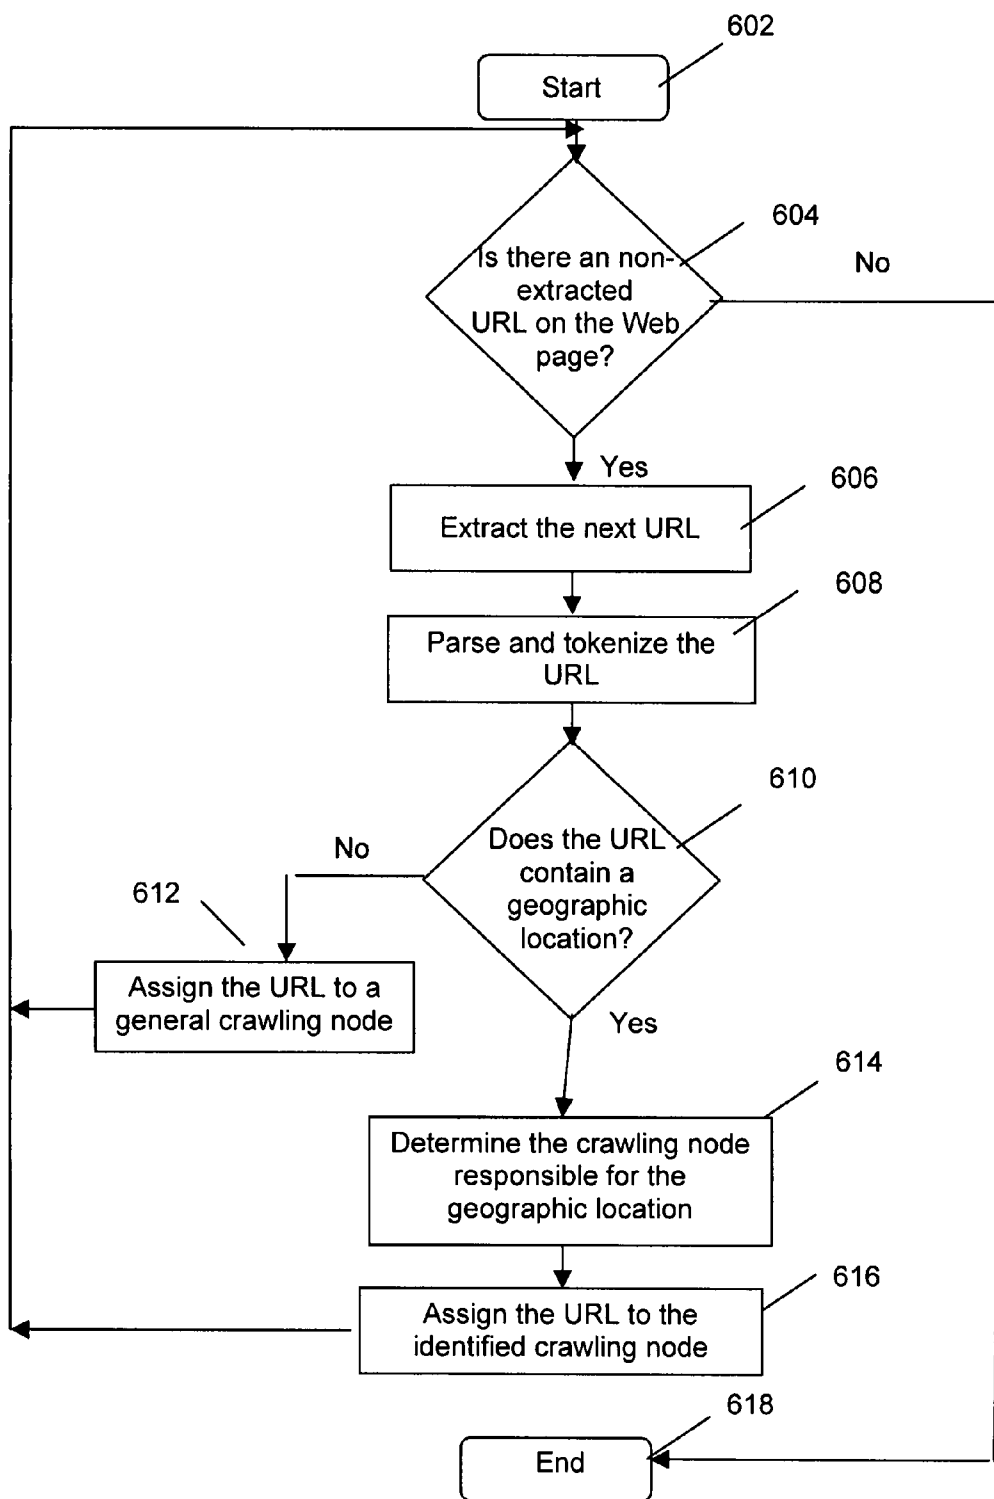 602
Start
604
Is there an non-
extracted
URL on the Web
page?
No
Yes
606
Extract the next URL
608
Parse and tokenize the
URL
610
Does the URL
contain a
geographic
location?
No
612
Assign the URL to a
general crawling node
Yes
614
Determine the crawling node
responsible for the
geographic location
616
Assign the URL to the
identified crawling node
618
End